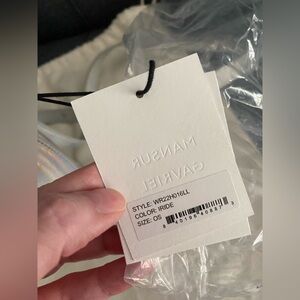 MANSUR
GAVRIEL
STYLE: WR22H016LL
COLOR: IRIDE
SIZE: OS